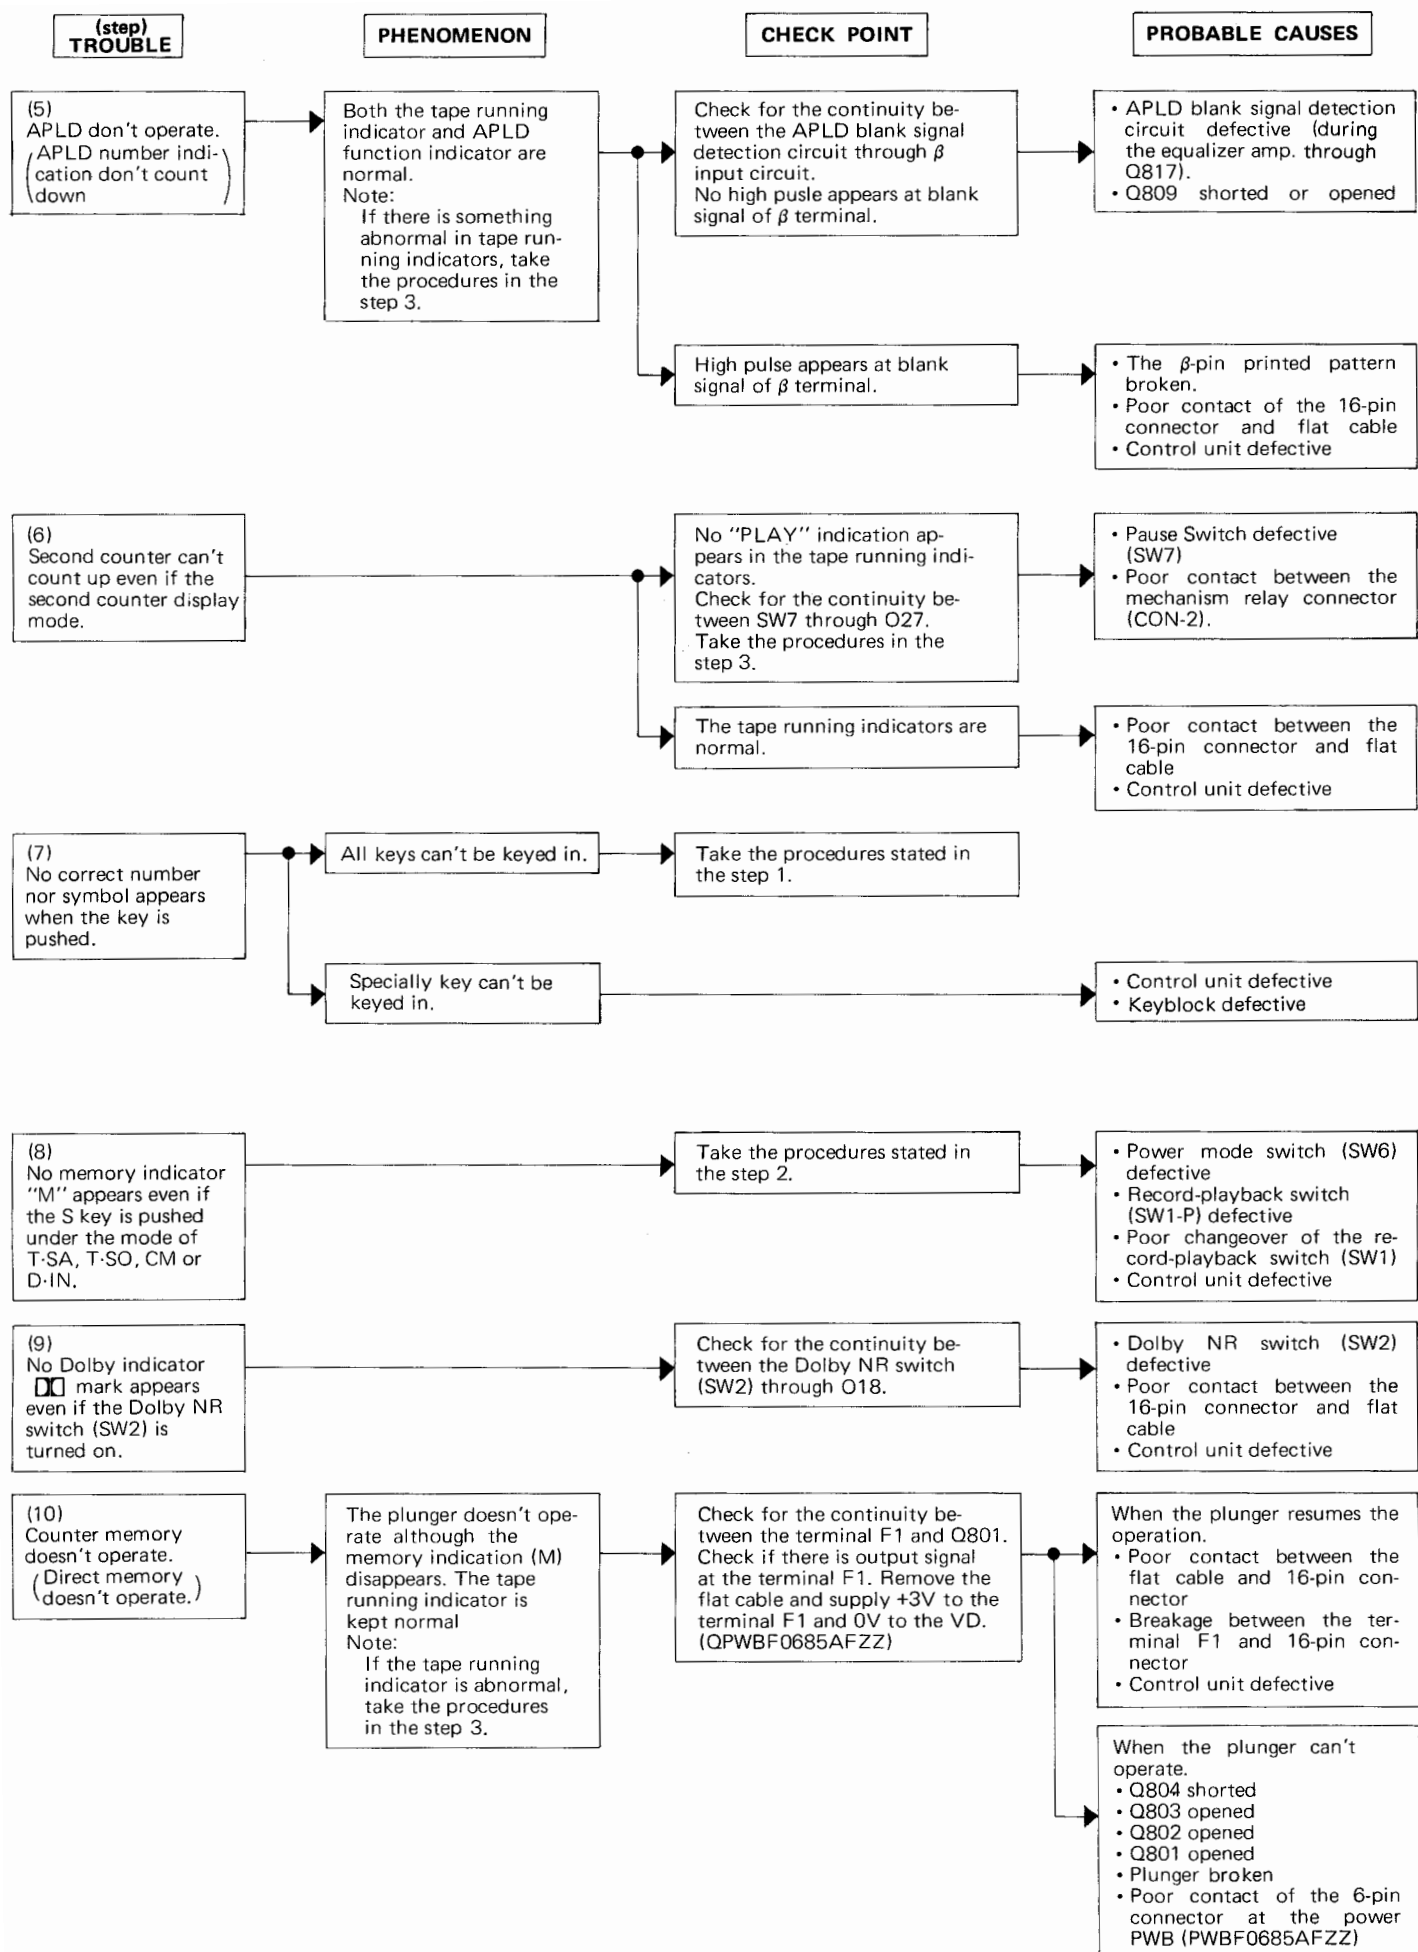 (step)
TROUBLE
PHENOMENON
CHECK POINT
PROBABLE CAUSES
(5)
APLD don't operate.
(APLD number indi-
cation don't count
down)
Both the tape running
indicator and APLD
function indicator are
normal.
Note:
If there is something
abnormal in tape run-
ning indicators, take
the procedures in the
step 3.
Check for the continuity be-
tween the APLD blank signal
detection circuit through β
input circuit.
No high pusle appears at blank
signal of β terminal.
• APLD blank signal detection
circuit defective (during
the equalizer amp. through
Q817).
• Q809 shorted or opened
High pulse appears at blank
signal of β terminal.
• The β-pin printed pattern
broken.
• Poor contact of the 16-pin
connector and flat cable
• Control unit defective
(6)
Second counter can't
count up even if the
second counter display
mode.
No "PLAY" indication ap-
pears in the tape running indi-
cators.
Check for the continuity be-
tween SW7 through O27.
Take the procedures in the
step 3.
• Pause Switch defective
(SW7)
• Poor contact between the
mechanism relay connector
(CON-2).
The tape running indicators are
normal.
• Poor contact between the
16-pin connector and flat
cable
• Control unit defective
(7)
No correct number
nor symbol appears
when the key is
pushed.
All keys can't be keyed in.
Take the procedures stated in
the step 1.
Specially key can't be
keyed in.
• Control unit defective
• Keyblock defective
(8)
No memory indicator
"M" appears even if
the S key is pushed
under the mode of
T·SA, T·SO, CM or
D·IN.
Take the procedures stated in
the step 2.
• Power mode switch (SW6)
defective
• Record-playback switch
(SW1-P) defective
• Poor changeover of the re-
cord-playback switch (SW1)
• Control unit defective
(9)
No Dolby indicator
mark appears
even if the Dolby NR
switch (SW2) is
turned on.
Check for the continuity be-
tween the Dolby NR switch
(SW2) through O18.
• Dolby NR switch (SW2)
defective
• Poor contact between the
16-pin connector and flat
cable
• Control unit defective
(10)
Counter memory
doesn't operate.
(Direct memory
doesn't operate.)
The plunger doesn't ope-
rate although the
memory indication (M)
disappears. The tape
running indicator is
kept normal
Note:
If the tape running
indicator is abnormal,
take the procedures
in the step 3.
Check for the continuity be-
tween the terminal F1 and Q801.
Check if there is output signal
at the terminal F1. Remove the
flat cable and supply +3V to the
terminal F1 and 0V to the VD.
(QPWBF0685AFZZ)
When the plunger resumes the
operation.
• Poor contact between the
flat cable and 16-pin con-
nector
• Breakage between the ter-
minal F1 and 16-pin con-
nector
• Control unit defective
When the plunger can't
operate.
• Q804 shorted
• Q803 opened
• Q802 opened
• Q801 opened
• Plunger broken
• Poor contact of the 6-pin
connector at the power
PWB (PWBF0685AFZZ)